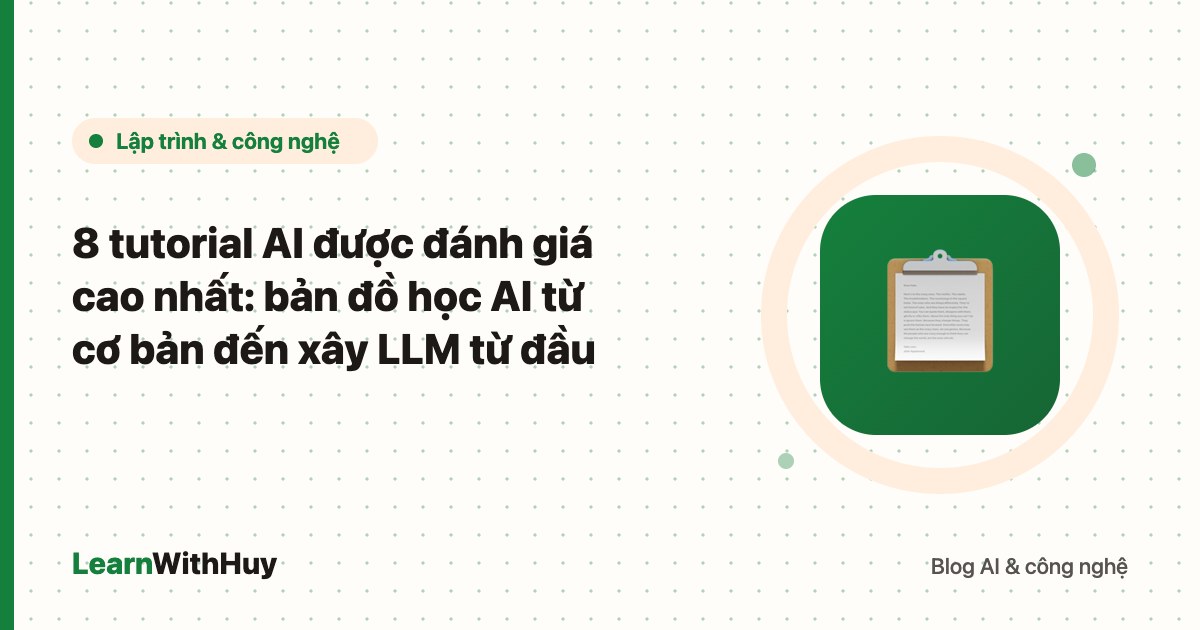 Lập trình & công nghệ
8 tutorial AI được đánh giá
cao nhất: bản đồ học AI từ
cơ bản đến xây LLM từ đầu
LearnWithHuy
Blog AI & công nghệ